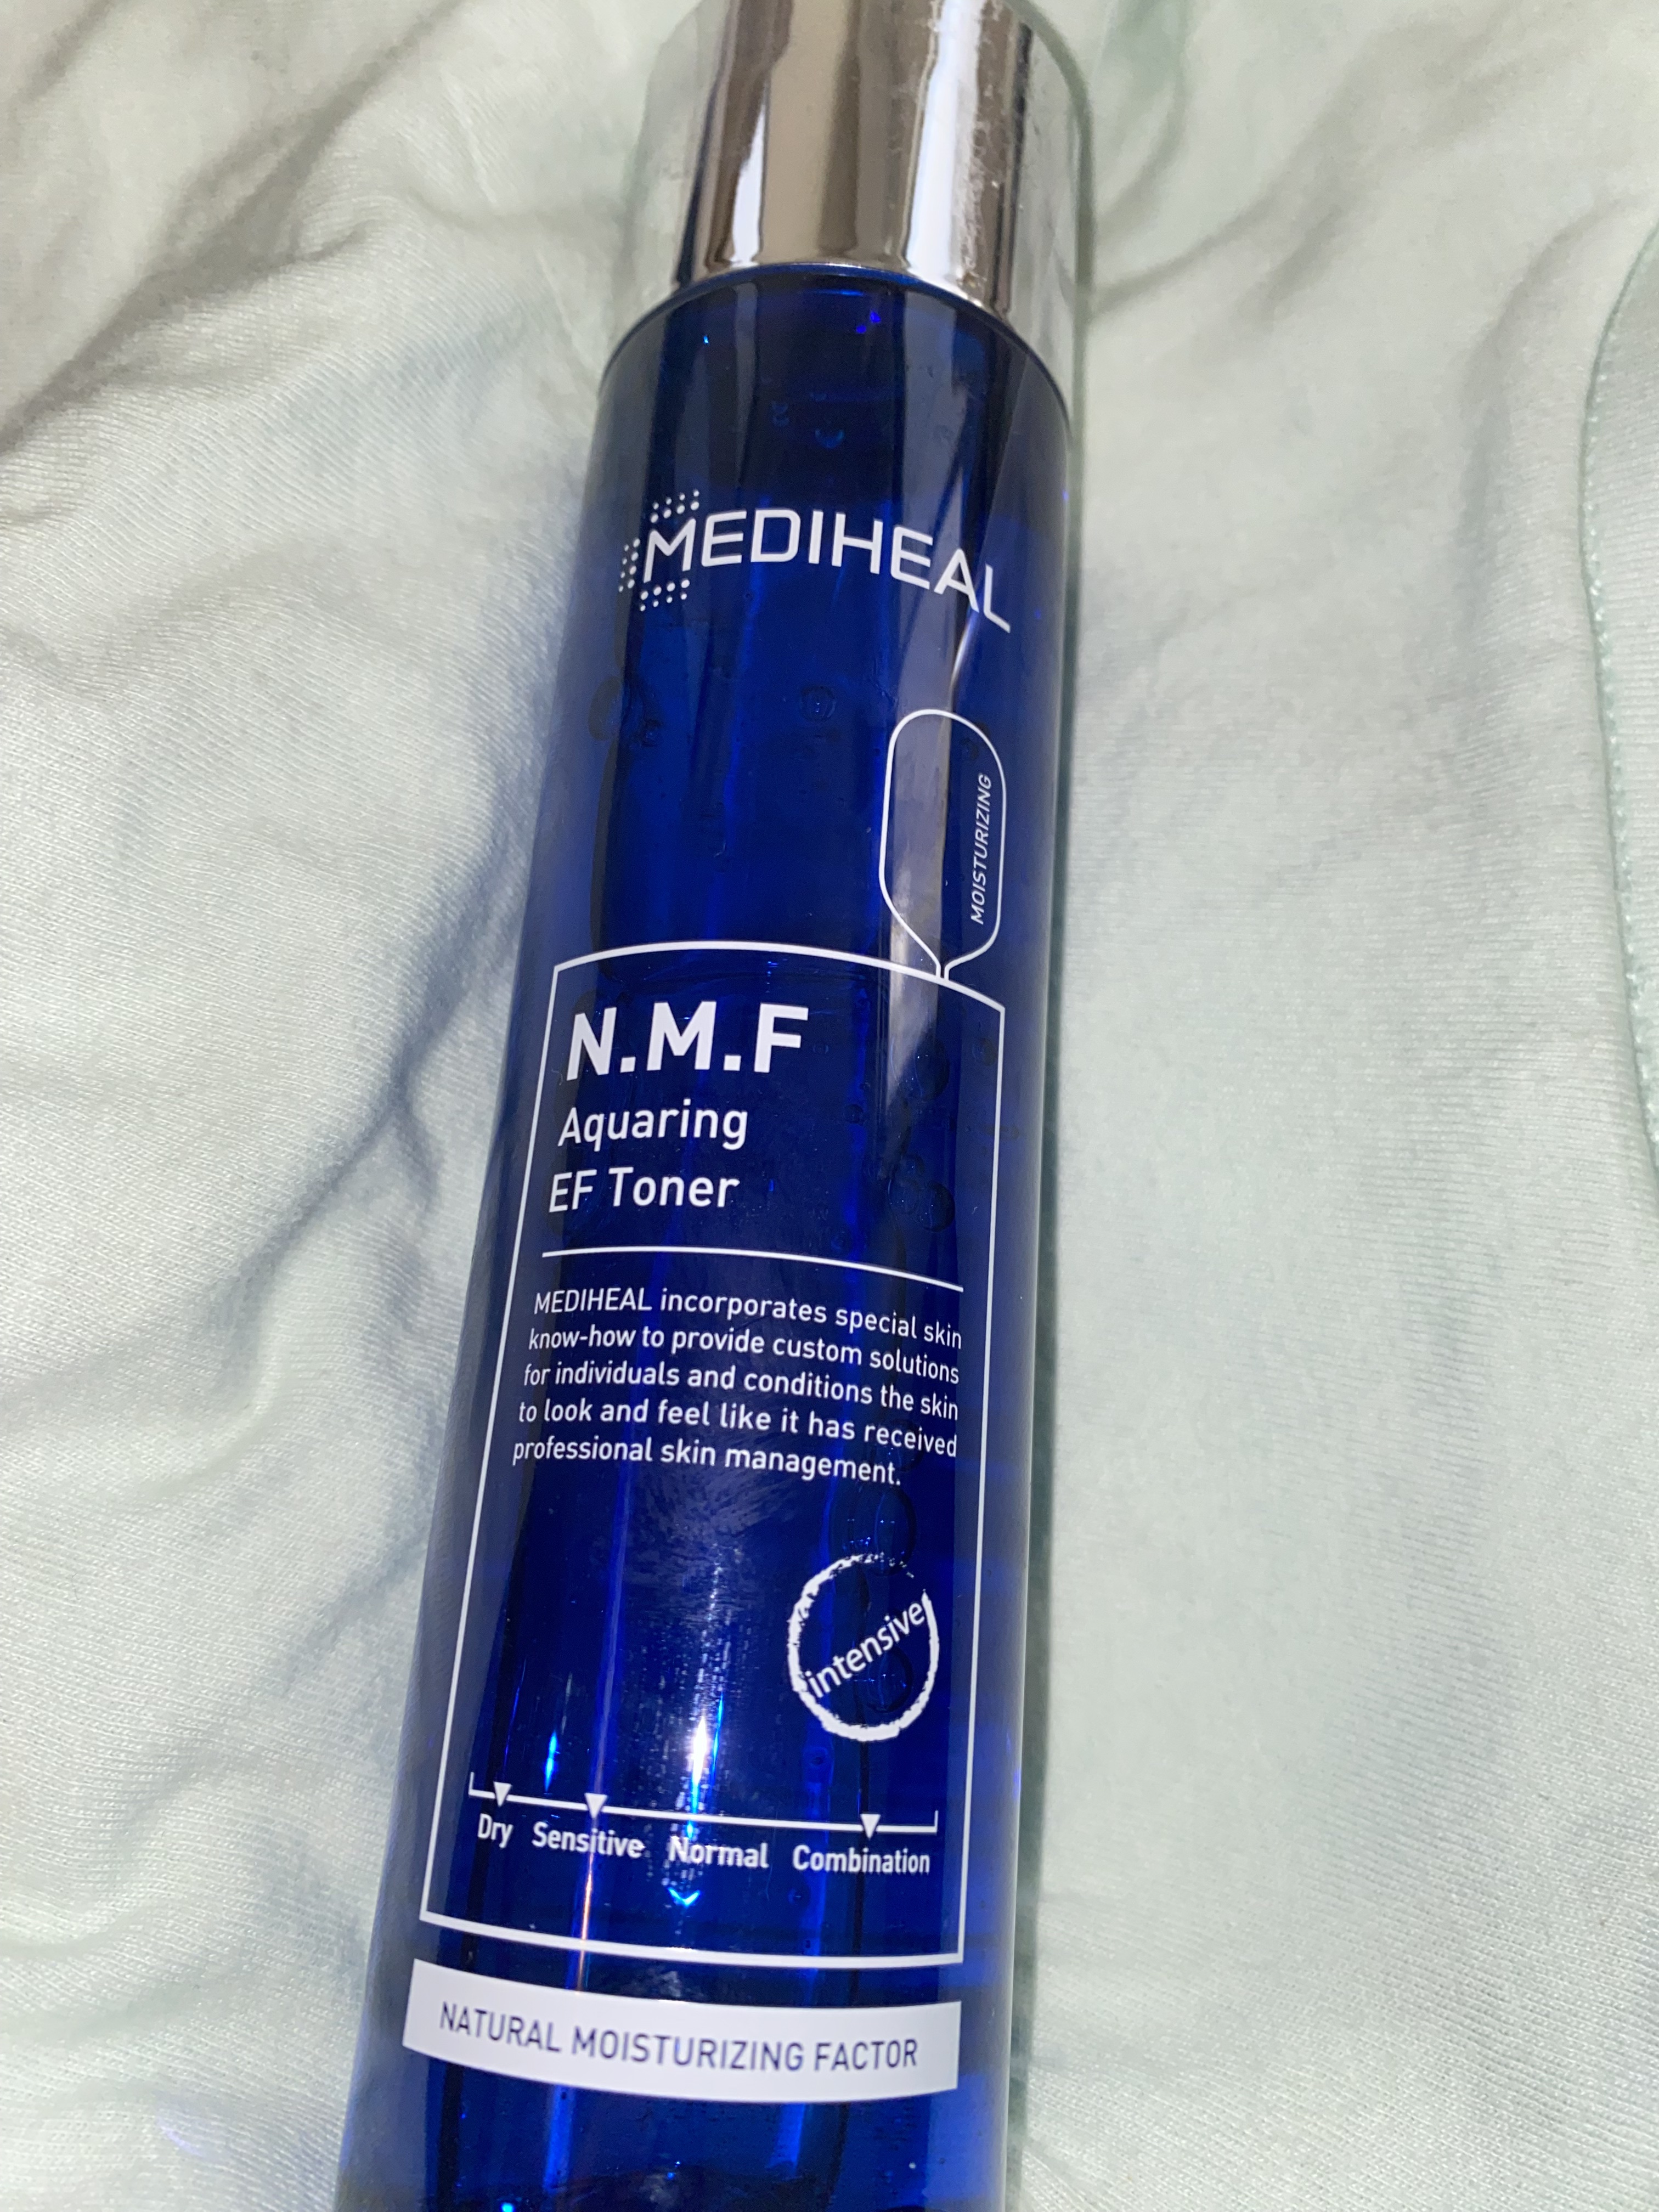 MEDIHEAL
MOISTURIZING
N.M.F
Aquaring
EF Toner
MEDIHEAL incorporates special skin
know-how to provide custom solutions
for individuals and conditions the skin
to look and feel like it has received
professional skin management.
intensive
Dry Sensitive Normal Combination
NATURAL MOISTURIZING FACTOR